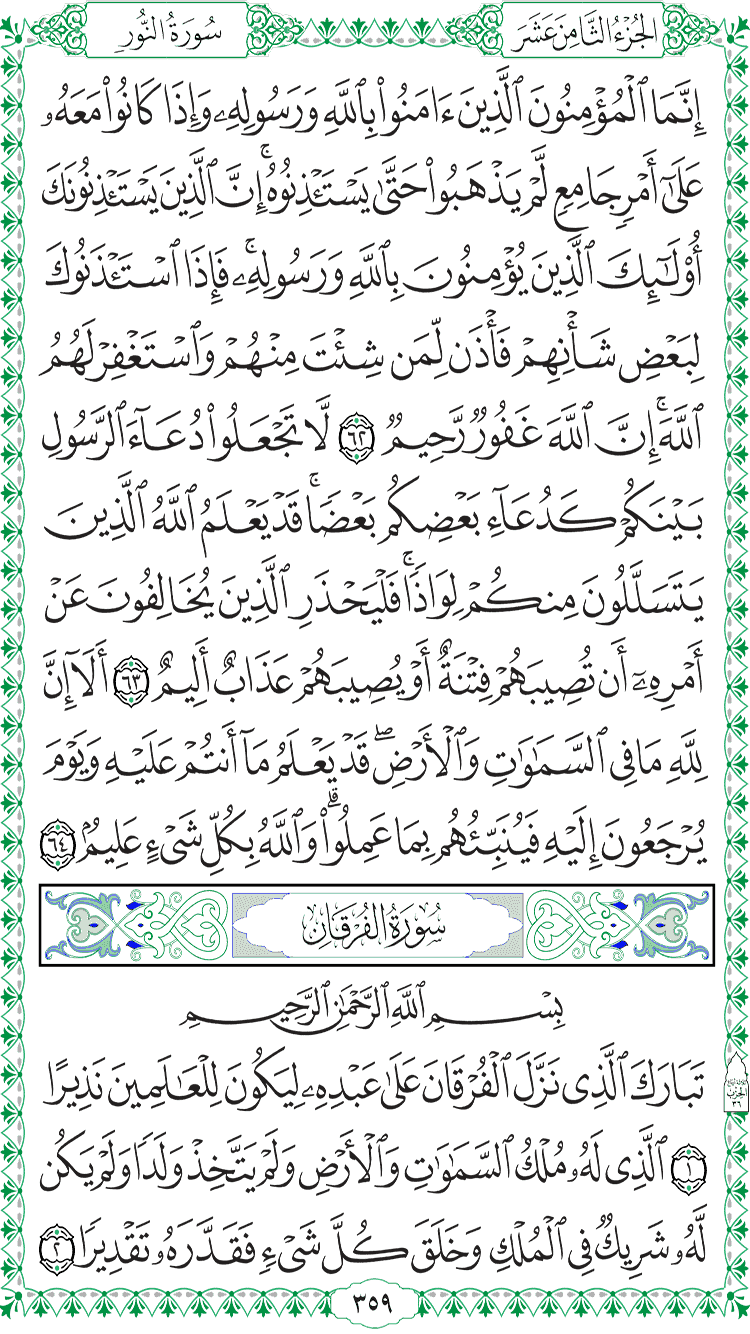 الجُزْءُ الثَّامِنَ عَشَرَ
سُورَةُ النُّورِ
إِنَّمَا ٱلْمُؤْمِنُونَ ٱلَّذِينَ ءَامَنُوا۟ بِٱللَّهِ وَرَسُولِهِۦ وَإِذَا كَانُوا۟ مَعَهُۥ
عَلَىٰٓ أَمْرٍ جَامِعٍ لَّمْ يَذْهَبُوا۟ حَتَّىٰ يَسْتَـْٔذِنُوهُ ۚ إِنَّ ٱلَّذِينَ يَسْتَـْٔذِنُونَكَ
أُو۟لَـٰٓئِكَ ٱلَّذِينَ يُؤْمِنُونَ بِٱللَّهِ وَرَسُولِهِۦ ۚ فَإِذَا ٱسْتَـْٔذَنُوكَ
لِبَعْضِ شَأْنِهِمْ فَأْذَن لِّمَن شِئْتَ مِنْهُمْ وَٱسْتَغْفِرْ لَهُمُ
ٱللَّهَ ۚ إِنَّ ٱللَّهَ غَفُورٌ رَّحِيمٌ ٦٢ لَّا تَجْعَلُوا۟ دُعَآءَ ٱلرَّسُولِ
بَيْنَكُمْ كَدُعَآءِ بَعْضِكُم بَعْضًا ۚ قَدْ يَعْلَمُ ٱللَّهُ ٱلَّذِينَ
يَتَسَلَّلُونَ مِنكُمْ لِوَاذًا ۚ فَلْيَحْذَرِ ٱلَّذِينَ يُخَالِفُونَ عَنْ
أَمْرِهِۦٓ أَن تُصِيبَهُمْ فِتْنَةٌ أَوْ يُصِيبَهُمْ عَذَابٌ أَلِيمٌ ٦٣ أَلَآ إِنَّ
لِلَّهِ مَا فِى ٱلسَّمَـٰوَٰتِ وَٱلْأَرْضِ ۖ قَدْ يَعْلَمُ مَآ أَنتُمْ عَلَيْهِ وَيَوْمَ
يُرْجَعُونَ إِلَيْهِ فَيُنَبِّئُهُم بِمَا عَمِلُوا۟ ۗ وَٱللَّهُ بِكُلِّ شَىْءٍ عَلِيمٌۢ ٦٤
سُورَةُ الفُرْقَانِ
بِسْمِ ٱللَّهِ ٱلرَّحْمَـٰنِ ٱلرَّحِيمِ
تَبَارَكَ ٱلَّذِى نَزَّلَ ٱلْفُرْقَانَ عَلَىٰ عَبْدِهِۦ لِيَكُونَ لِلْعَـٰلَمِينَ نَذِيرًا
١ ٱلَّذِى لَهُۥ مُلْكُ ٱلسَّمَـٰوَٰتِ وَٱلْأَرْضِ وَلَمْ يَتَّخِذْ وَلَدًا وَلَمْ يَكُن
لَّهُۥ شَرِيكٌ فِى ٱلْمُلْكِ وَخَلَقَ كُلَّ شَىْءٍ فَقَدَّرَهُۥ تَقْدِيرًا ٢
الحزب
٣٦
٣٥٩